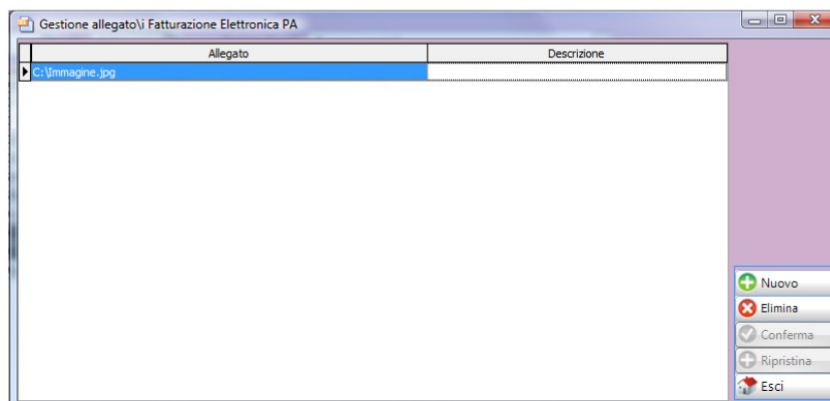 Gestione allegato\i Fatturazione Elettronica PA
Allegato Descrizione
C:\Immagine.jpg
Nuovo
Elimina
Conferma
Ripristina
Esci